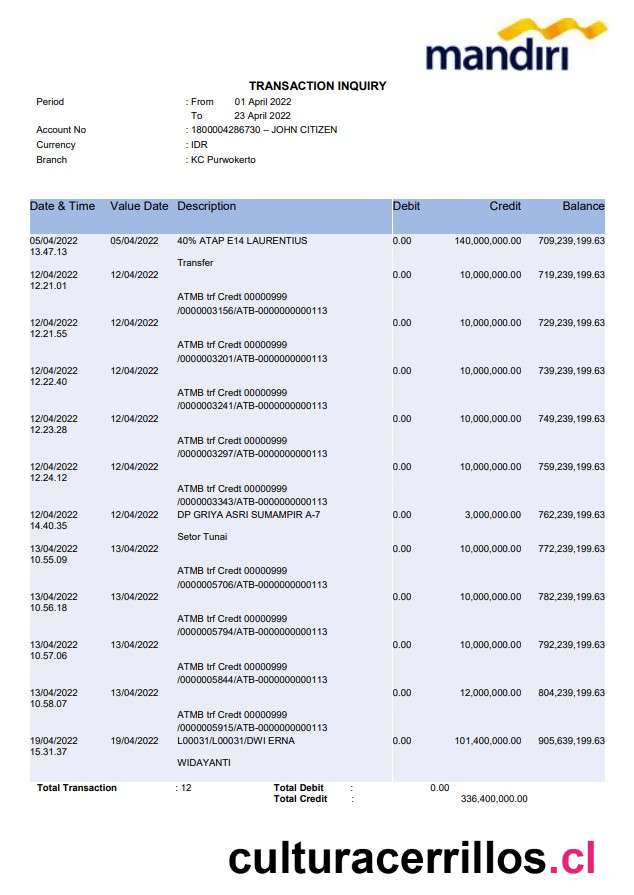 mandiri
TRANSACTION INQUIRY
Period : From 01 April 2022
To 23 April 2022
Account No : 1800004286730 – JOHN CITIZEN
Currency : IDR
Branch : KC Purwokerto
Date & Time Value Date Description Debit Credit Balance
05/04/2022 05/04/2022 40% ATAP E14 LAURENTIUS 0.00 140,000,000.00 709,239,199.63
13.47.13
Transfer
12/04/2022 12/04/2022 0.00 10,000,000.00 719,239,199.63
12.21.01
ATMB trf Credt 00000999
/0000003156/ATB-0000000000113
12/04/2022 12/04/2022 0.00 10,000,000.00 729,239,199.63
12.21.55
ATMB trf Credt 00000999
/0000003201/ATB-0000000000113
12/04/2022 12/04/2022 0.00 10,000,000.00 739,239,199.63
12.22.40
ATMB trf Credt 00000999
/0000003241/ATB-0000000000113
12/04/2022 12/04/2022 0.00 10,000,000.00 749,239,199.63
12.23.28
ATMB trf Credt 00000999
/0000003297/ATB-0000000000113
12/04/2022 12/04/2022 0.00 10,000,000.00 759,239,199.63
12.24.12
ATMB trf Credt 00000999
/0000003343/ATB-0000000000113
12/04/2022 12/04/2022 DP GRIYA ASRI SUMAMPIR A-7 0.00 3,000,000.00 762,239,199.63
14.40.35
Setor Tunai
13/04/2022 13/04/2022 0.00 10,000,000.00 772,239,199.63
10.55.09
ATMB trf Credt 00000999
/0000005706/ATB-0000000000113
13/04/2022 13/04/2022 0.00 10,000,000.00 782,239,199.63
10.56.18
ATMB trf Credt 00000999
/0000005794/ATB-0000000000113
13/04/2022 13/04/2022 0.00 10,000,000.00 792,239,199.63
10.57.06
ATMB trf Credt 00000999
/0000005844/ATB-0000000000113
13/04/2022 13/04/2022 0.00 12,000,000.00 804,239,199.63
10.58.07
ATMB trf Credt 00000999
/0000005915/ATB-0000000000113
19/04/2022 19/04/2022 L00031/L00031/DWI ERNA 0.00 101,400,000.00 905,639,199.63
15.31.37
WIDAYANTI
Total Transaction : 12 Total Debit : 0.00
Total Credit : 336,400,000.00
culturacerrillos.cl